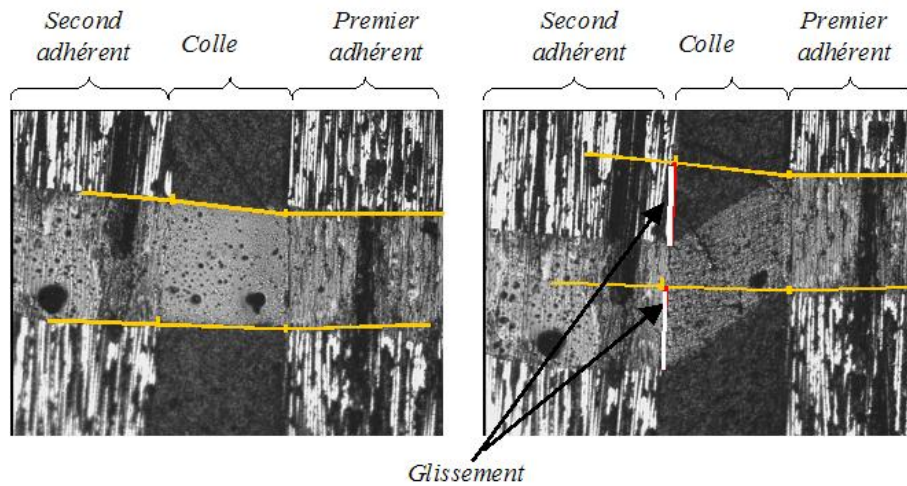 Second
adhérent
Colle
Premier
adhérent
Second
adhérent
Colle
Premier
adhérent
Glissement